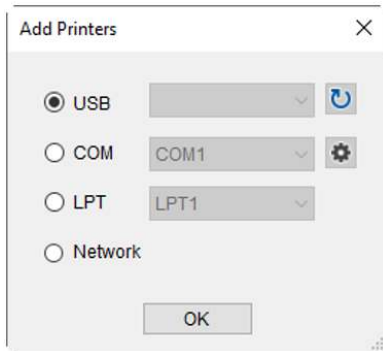 Add Printers
USB
COM COM1
LPT LPT1
Network
OK